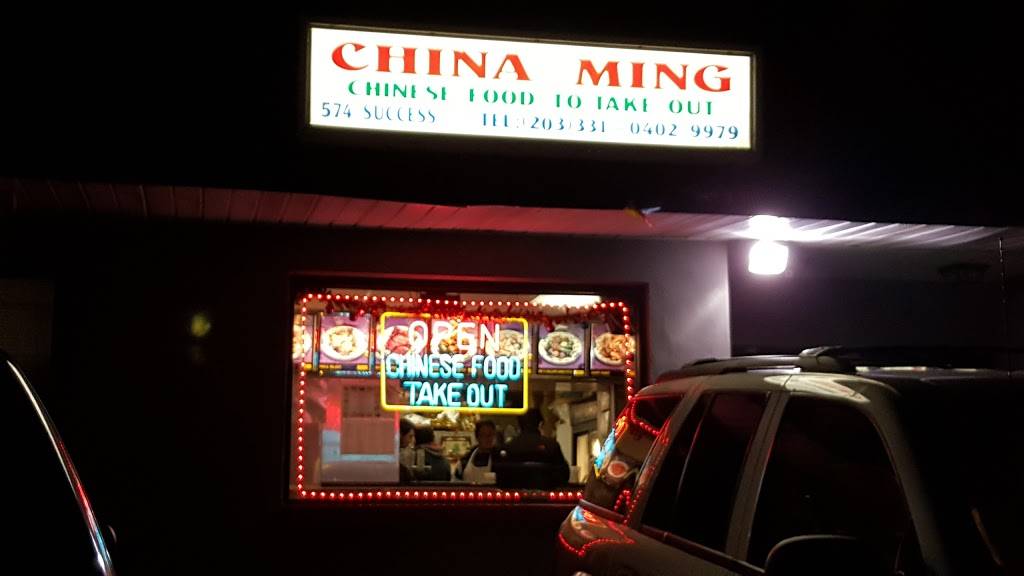 CHINA MING
CHINESE FOOD TO TAKE OUT
574 SUCCESS TEL:(203)331-0402 9979
OPEN
CHINESE FOOD
TAKE OUT